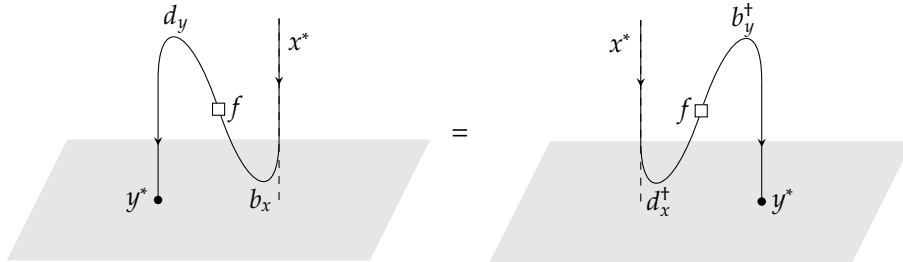 d_y
x*
f
y*
b_x
=
x*
b_y^†
f
d_x^†
y*